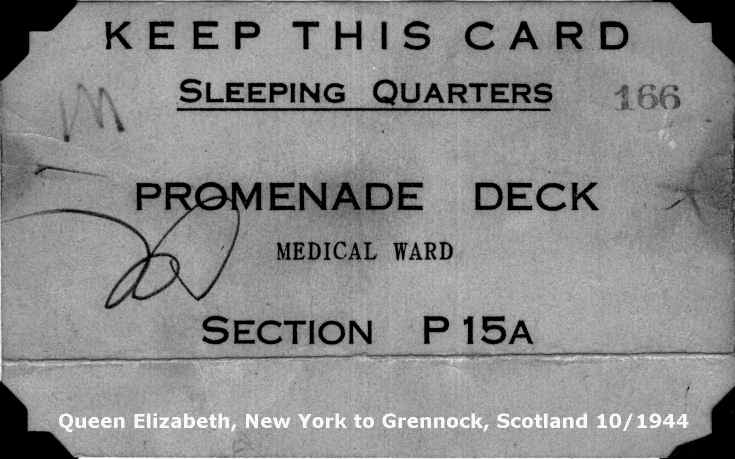 KEEP THIS CARD
SLEEPING QUARTERS 166
PROMENADE DECK
MEDICAL WARD
SECTION P 15A
Queen Elizabeth, New York to Grennock, Scotland 10/1944